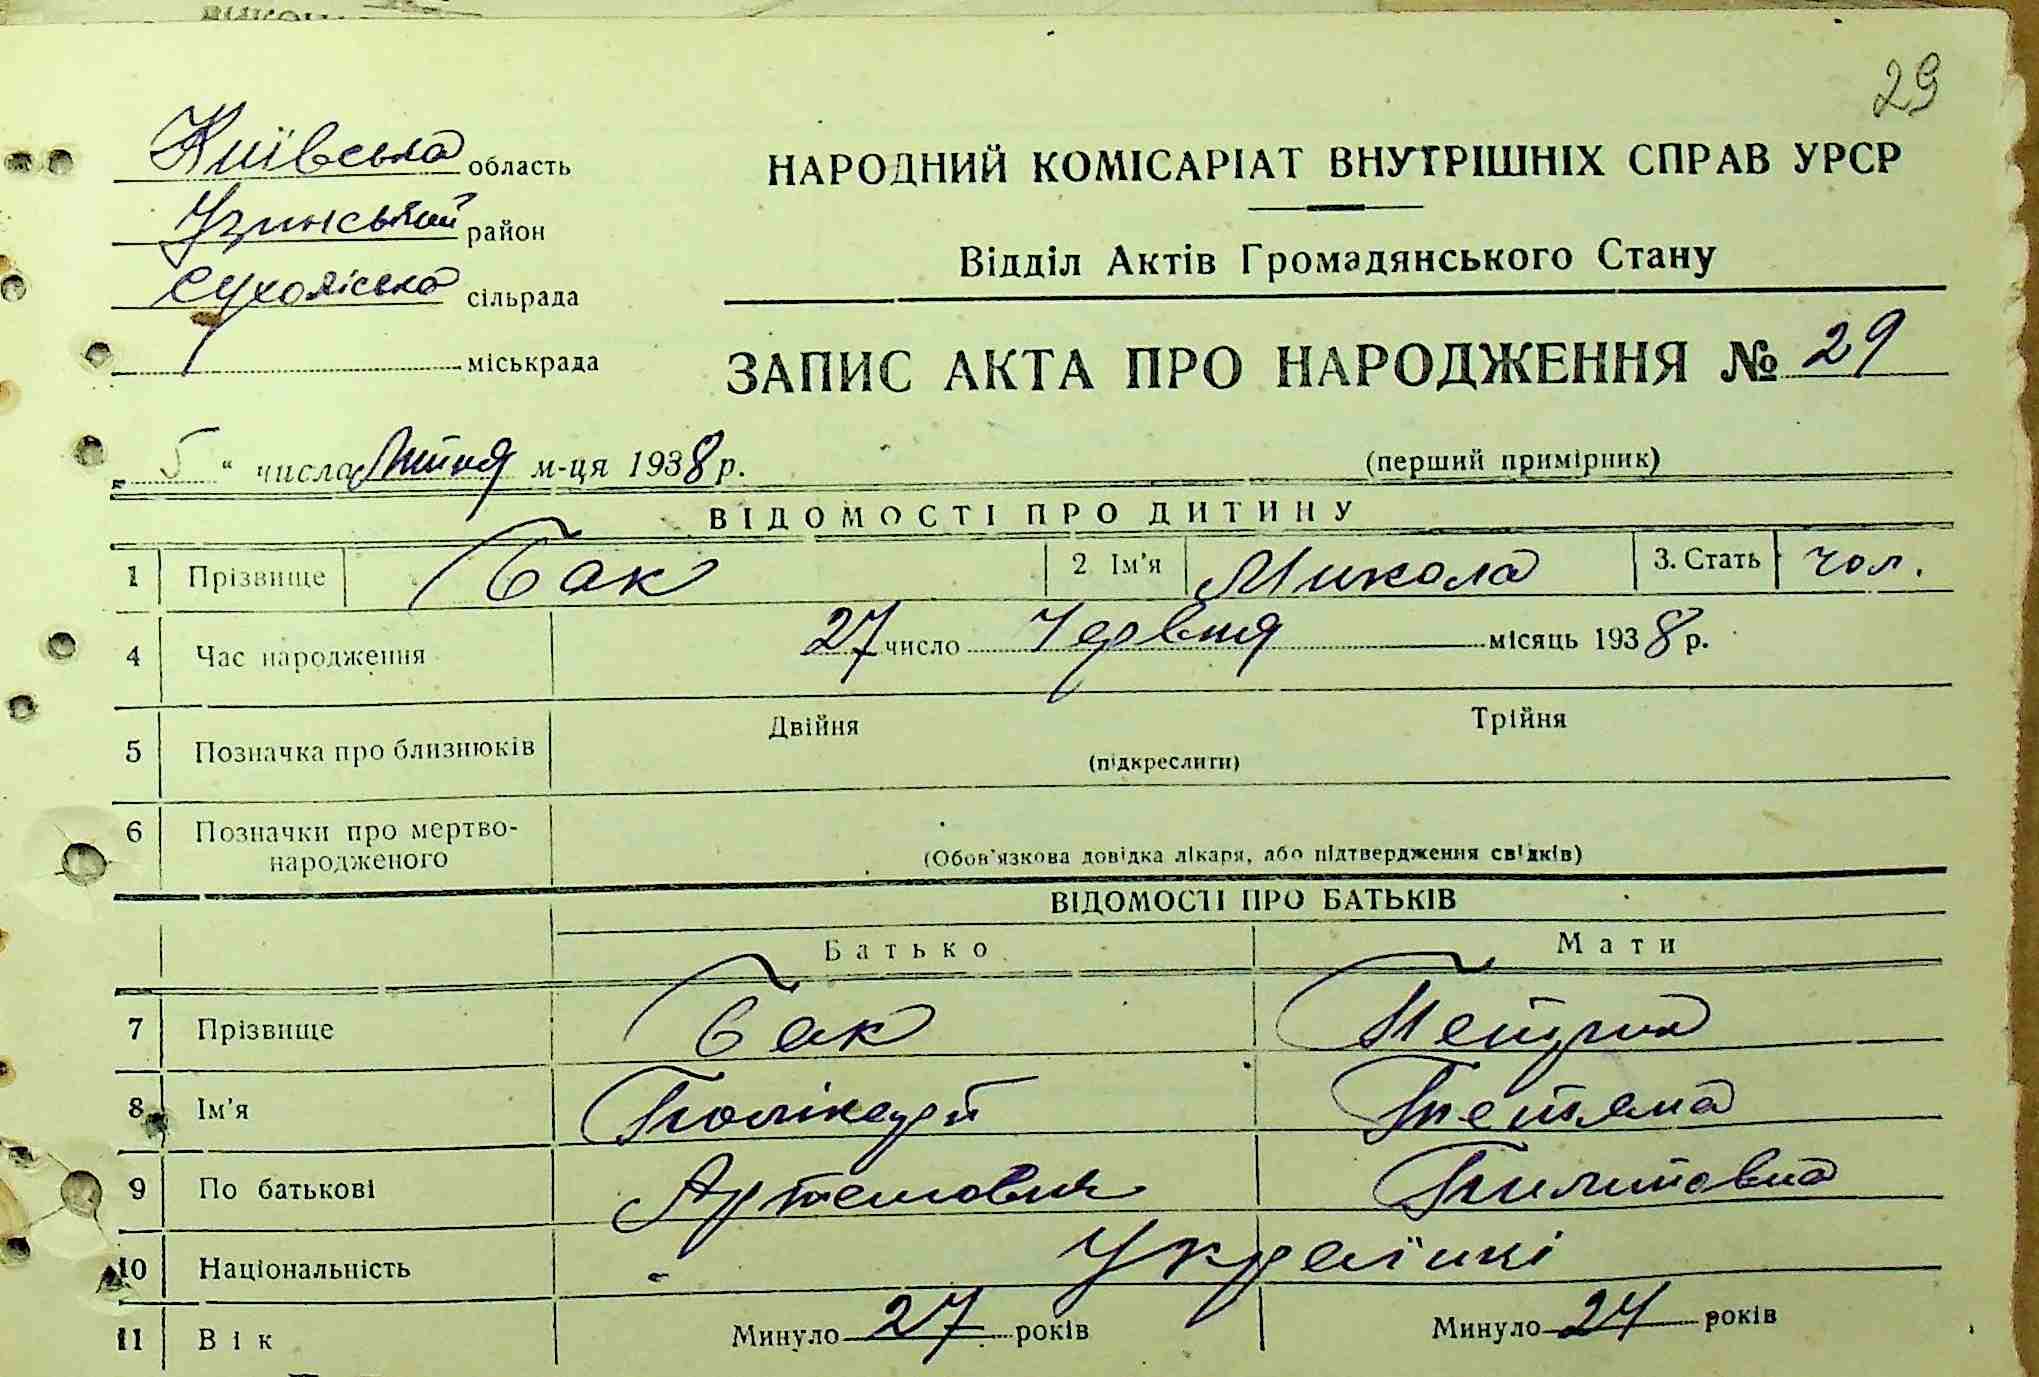 29
Київська область
НАРОДНИЙ КОМІСАРІАТ ВНУТРІШНІХ СПРАВ УРСР
Узинський район
Відділ Актів Громадянського Стану
Сухоліська сільрада
міськрада
ЗАПИС АКТА ПРО НАРОДЖЕННЯ № 29
„ 5 “ числа Липня м-ця 1938 р. (перший примірник)
ВІДОМОСТІ ПРО ДИТИНУ
1 Прізвище Бак 2 Ім’я Микола 3. Стать чол.
4 Час народження 27 число Червня місяць 1938 р.
5 Позначка про близнюків Двійня Трійня
(підкреслити)
6 Позначки про мертво-
народженого (Обов’язкова довідка лікаря, або підтвердження свідків)
ВІДОМОСТІ ПРО БАТЬКІВ
Батько Мати
7 Прізвище Бак
8 Ім’я Тетяна
9 По батькові Артемович
10 Національність Українці
11 Вік Минуло 27 років Минуло 24 років